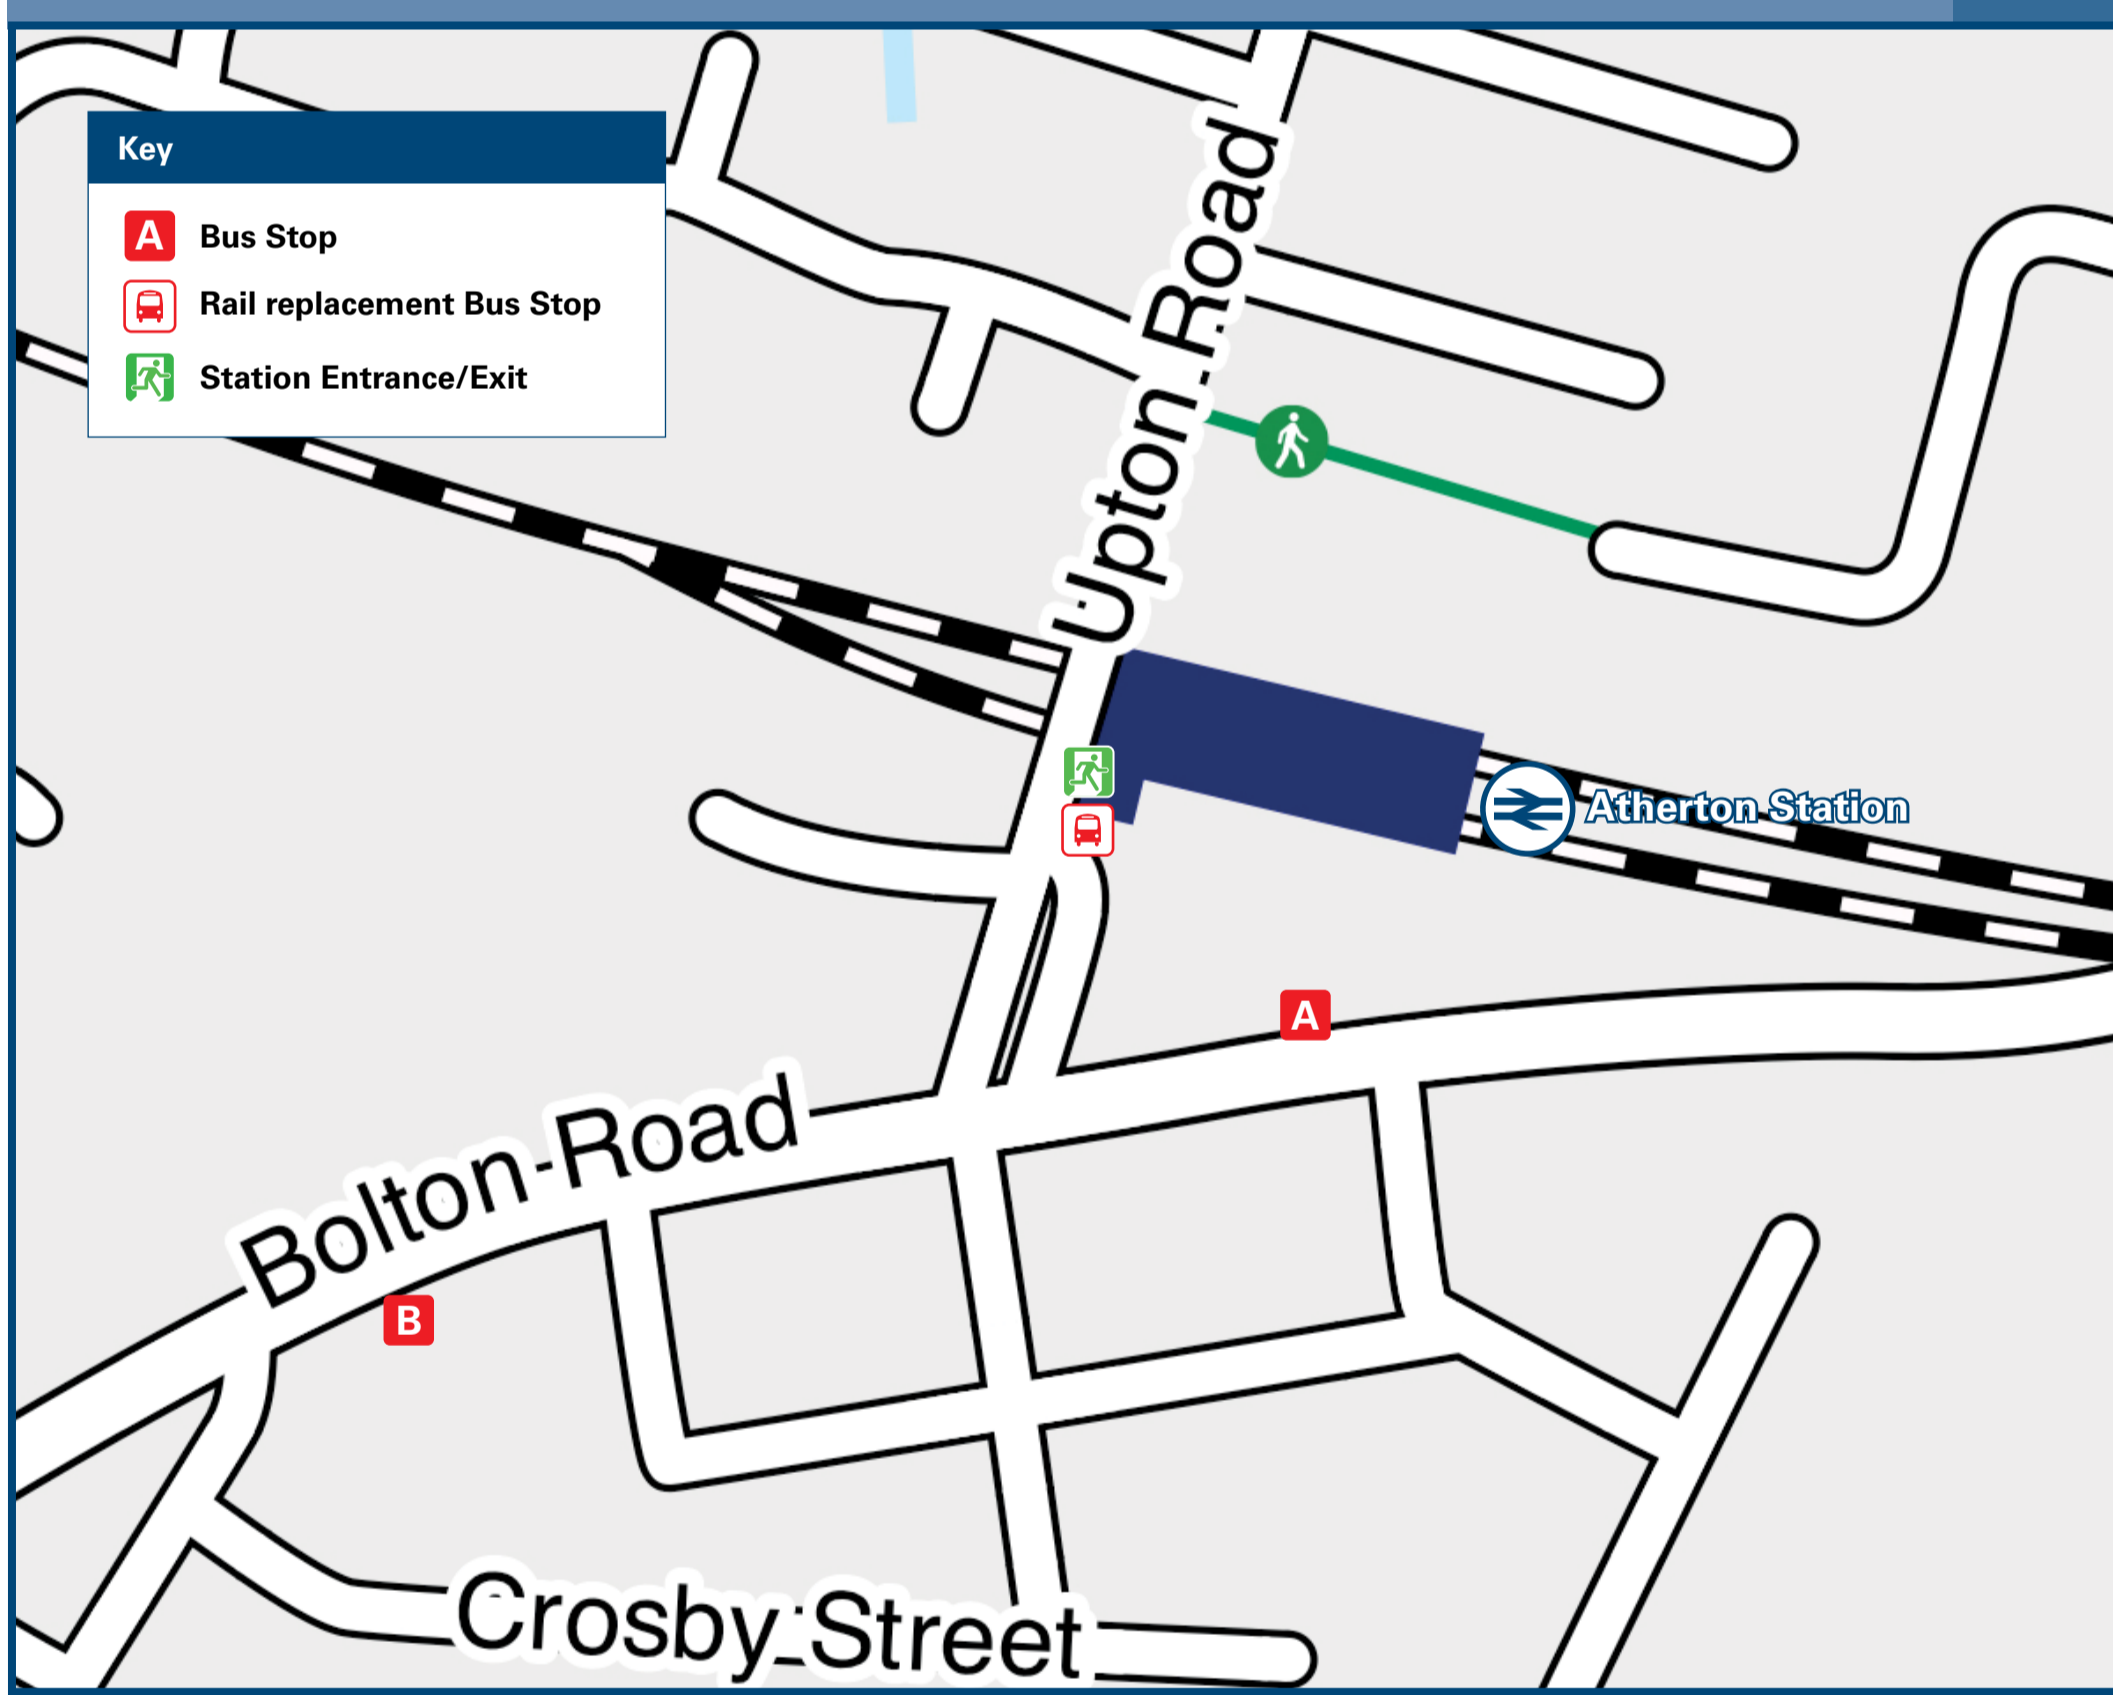 Key
A Bus Stop
Rail replacement Bus Stop
Station Entrance/Exit
Upton Road
Atherton Station
A
Bolton Road
B
Crosby Street